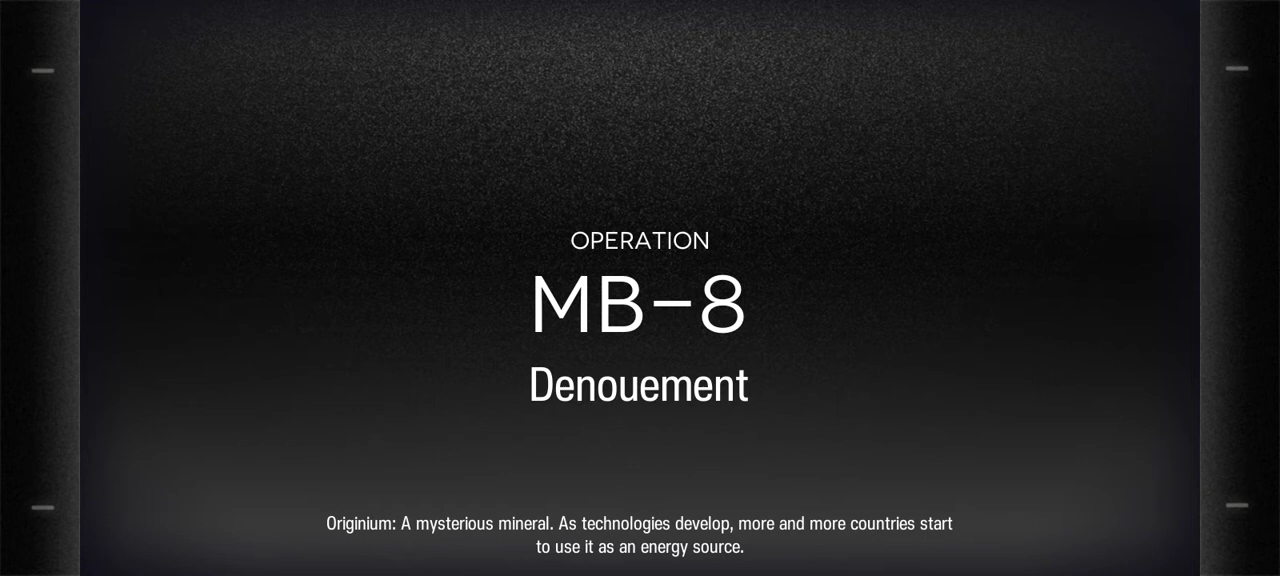 OPERATION
MB-8
Denouement
Originium: A mysterious mineral. As technologies develop, more and more countries start
to use it as an energy source.